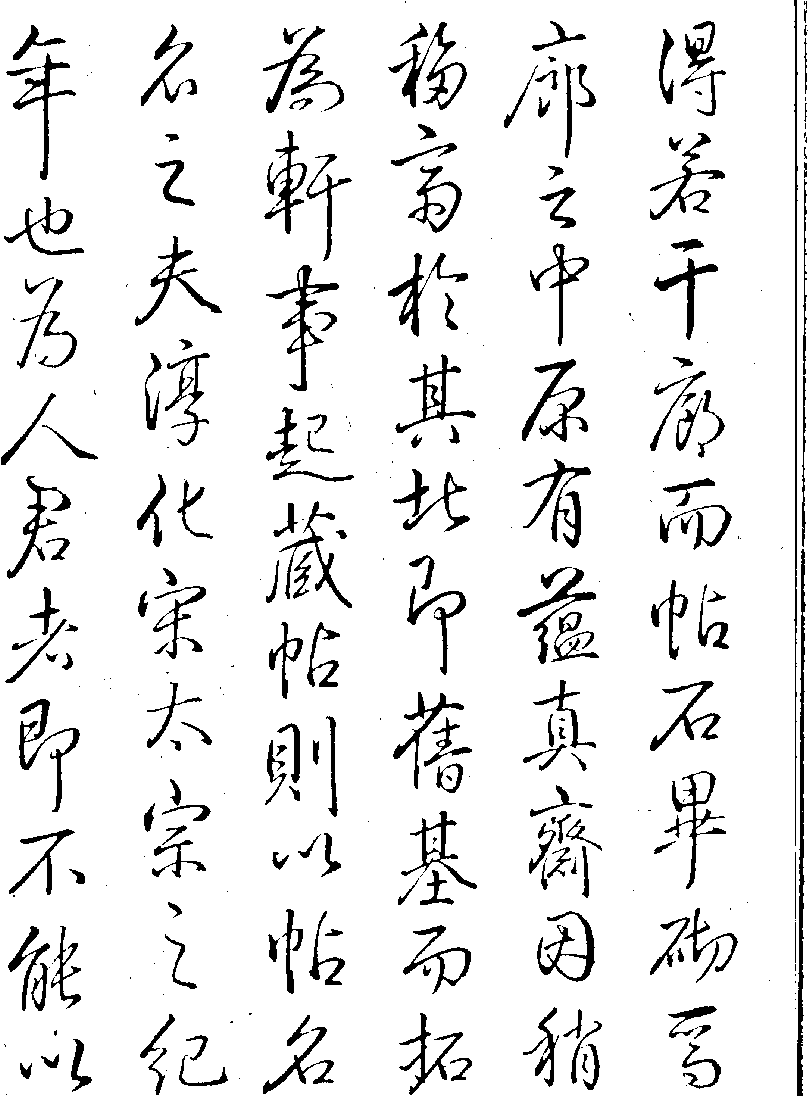 得若干廊而帖石畢砌焉
廊之中原有蘊真齋因稍
移齋於其北即舊基而拓
為軒事起藏帖則以帖名
名之夫淳化宋太宗之紀
年也為人君者即不能以